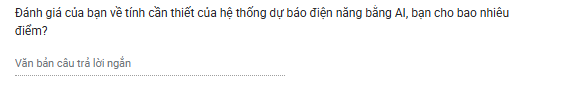 Đánh giá của bạn về tính cần thiết của hệ thống dự báo điện năng bằng AI, bạn cho bao nhiêu
điểm?
Văn bản câu trả lời ngắn